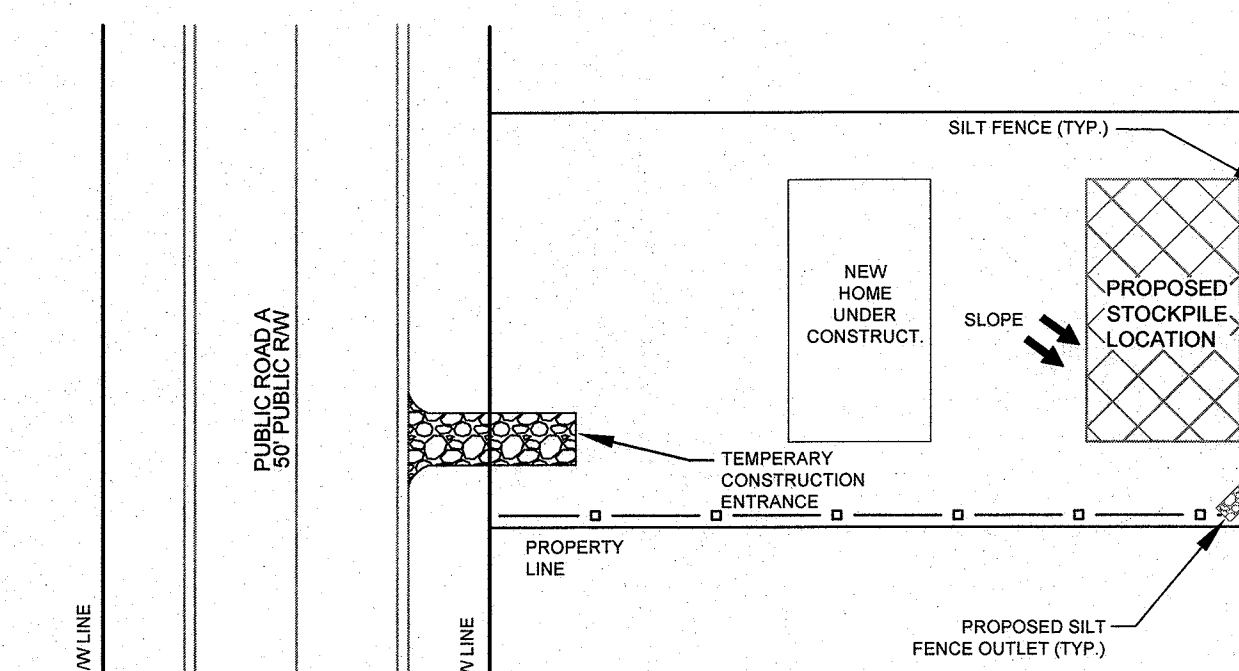 SILT FENCE (TYP.)
NEW
HOME
UNDER
CONSTRUCT.
SLOPE
PROPOSED
STOCKPILE
LOCATION
PUBLIC ROAD A
50' PUBLIC R/W
TEMPERARY
CONSTRUCTION
ENTRANCE
PROPERTY
LINE
LINE
LINE
PROPOSED SILT
FENCE OUTLET (TYP.)